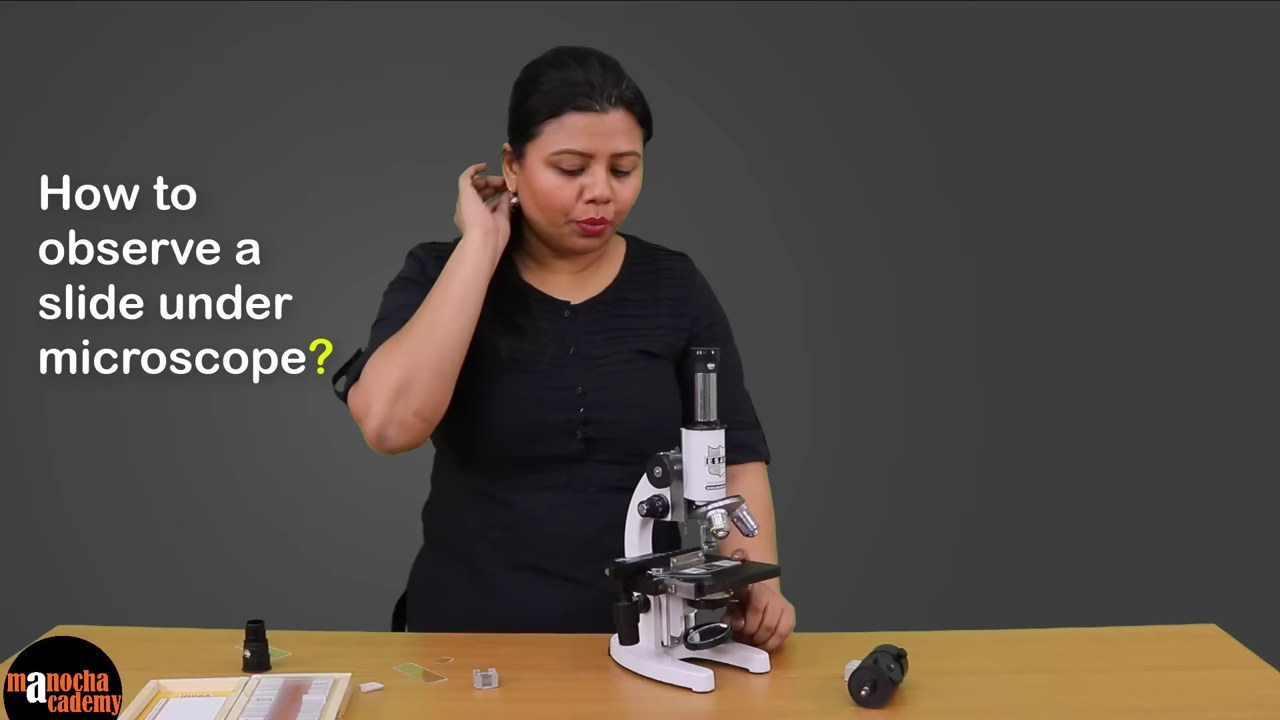 How to
observe a
slide under
microscope?
manocha
academy